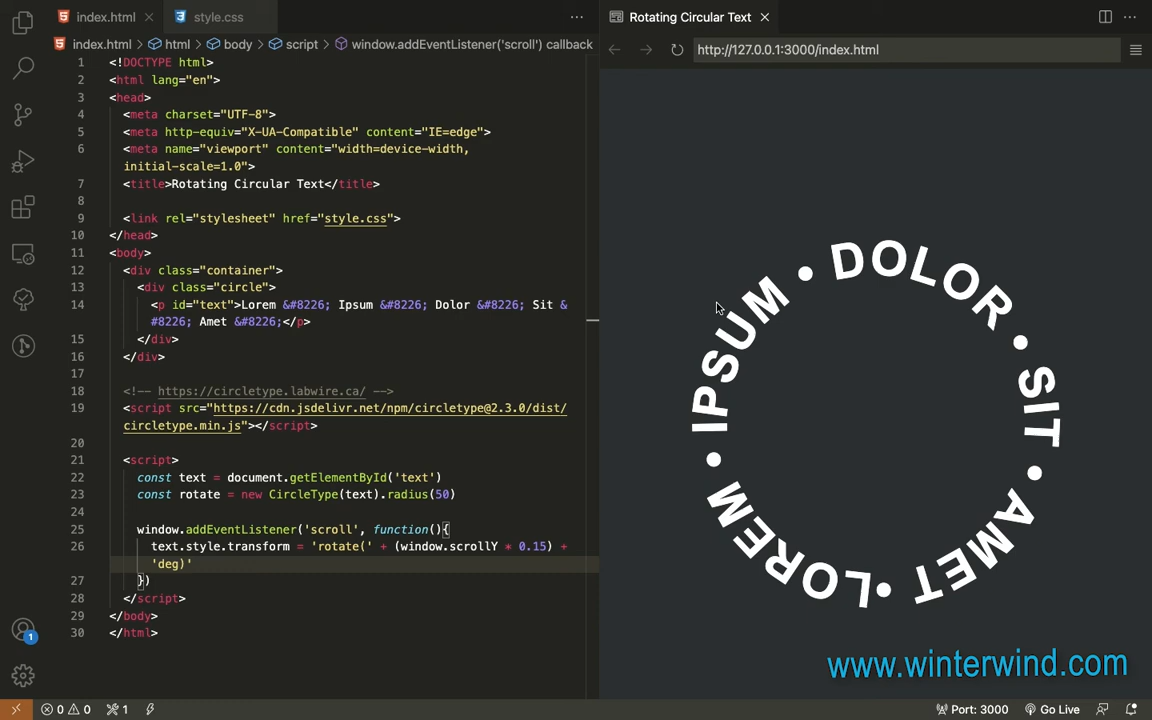 index.html
style.css
index.html > html > body > script > window.addEventListener('scroll') callback
1 <!DOCTYPE html>
2 <html lang="en">
3 <head>
4 <meta charset="UTF-8">
5 <meta http-equiv="X-UA-Compatible" content="IE=edge">
6 <meta name="viewport" content="width=device-width,
initial-scale=1.0">
7 <title>Rotating Circular Text</title>
8
9 <link rel="stylesheet" href="style.css">
10 </head>
11 <body>
12 <div class="container">
13 <div class="circle">
14 <p id="text">Lorem &#8226; Ipsum &#8226; Dolor &#8226; Sit &
#8226; Amet &#8226;</p>
15 </div>
16 </div>
17
18 <!-- https://circletype.labwire.ca/ -->
19 <script src="https://cdn.jsdelivr.net/npm/circletype@2.3.0/dist/
circletype.min.js"></script>
20
21 <script>
22 const text = document.getElementById('text')
23 const rotate = new CircleType(text).radius(50)
24
25 window.addEventListener('scroll', function(){
26 text.style.transform = 'rotate(' + (window.scrollY * 0.15) +
'deg)'
27 })
28 </script>
29 </body>
30 </html>
1
0 0 1
Rotating Circular Text
http://127.0.0.1:3000/index.html
LOREM • IPSUM • DOLOR • SIT • AMET •
www.winterwind.com
Port: 3000 Go Live